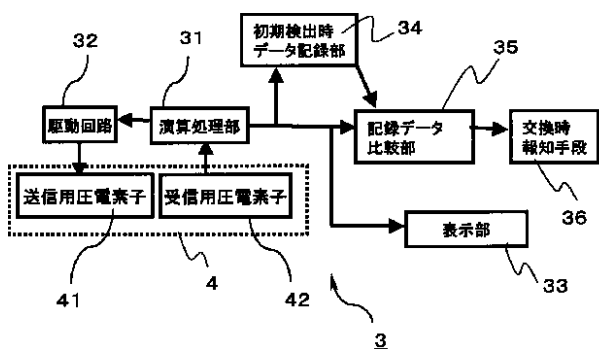 初期検出時
データ記録部
34
35
32
31
駆動回路
演算処理部
記録データ
比較部
交換時
報知手段
36
送信用圧電素子
受信用圧電素子
表示部
41
4
42
33
3